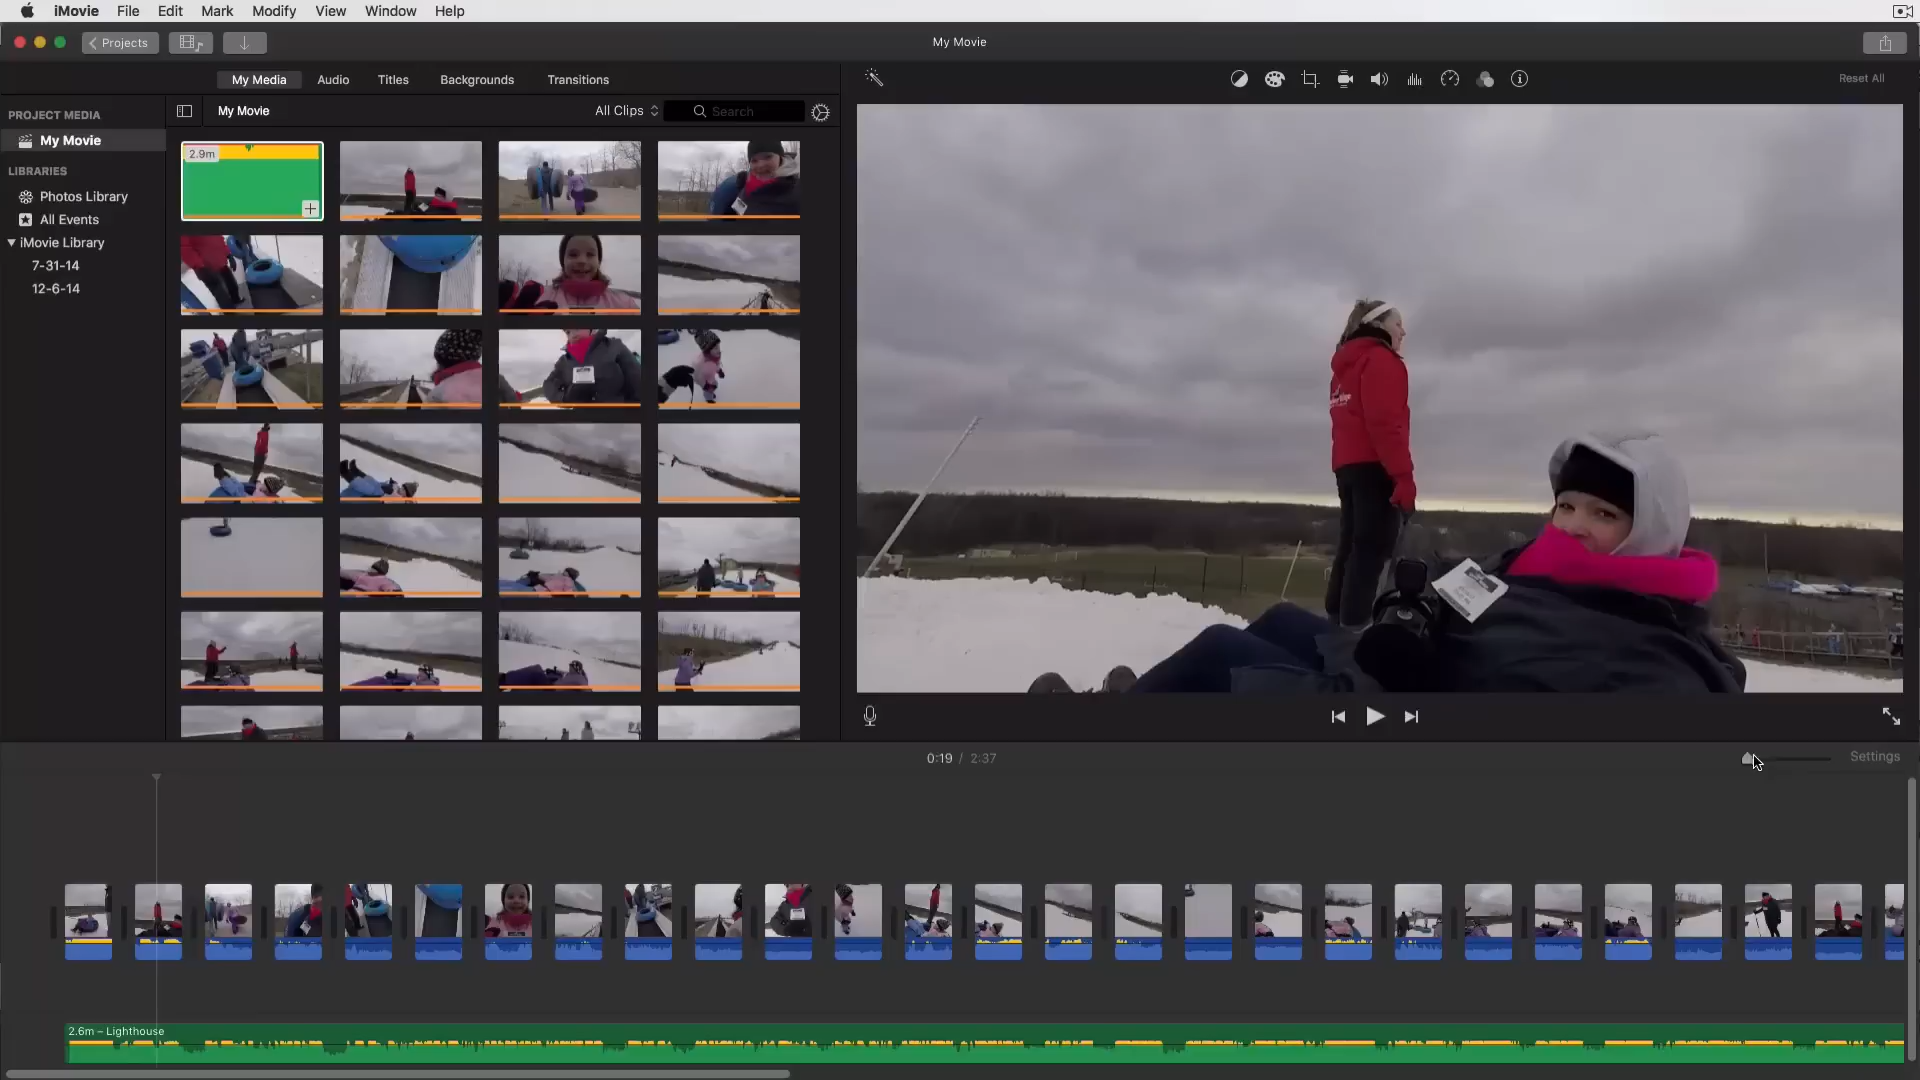 iMovie File Edit Mark Modify View Window Help
Projects
My Movie
My Media Audio Titles Backgrounds Transitions
Reset All
PROJECT MEDIA
My Movie
All Clips
Search
My Movie
LIBRARIES
Photos Library
All Events
iMovie Library
7-31-14
12-6-14
2.9m
0:19 / 2:37
Settings
2.6m – Lighthouse